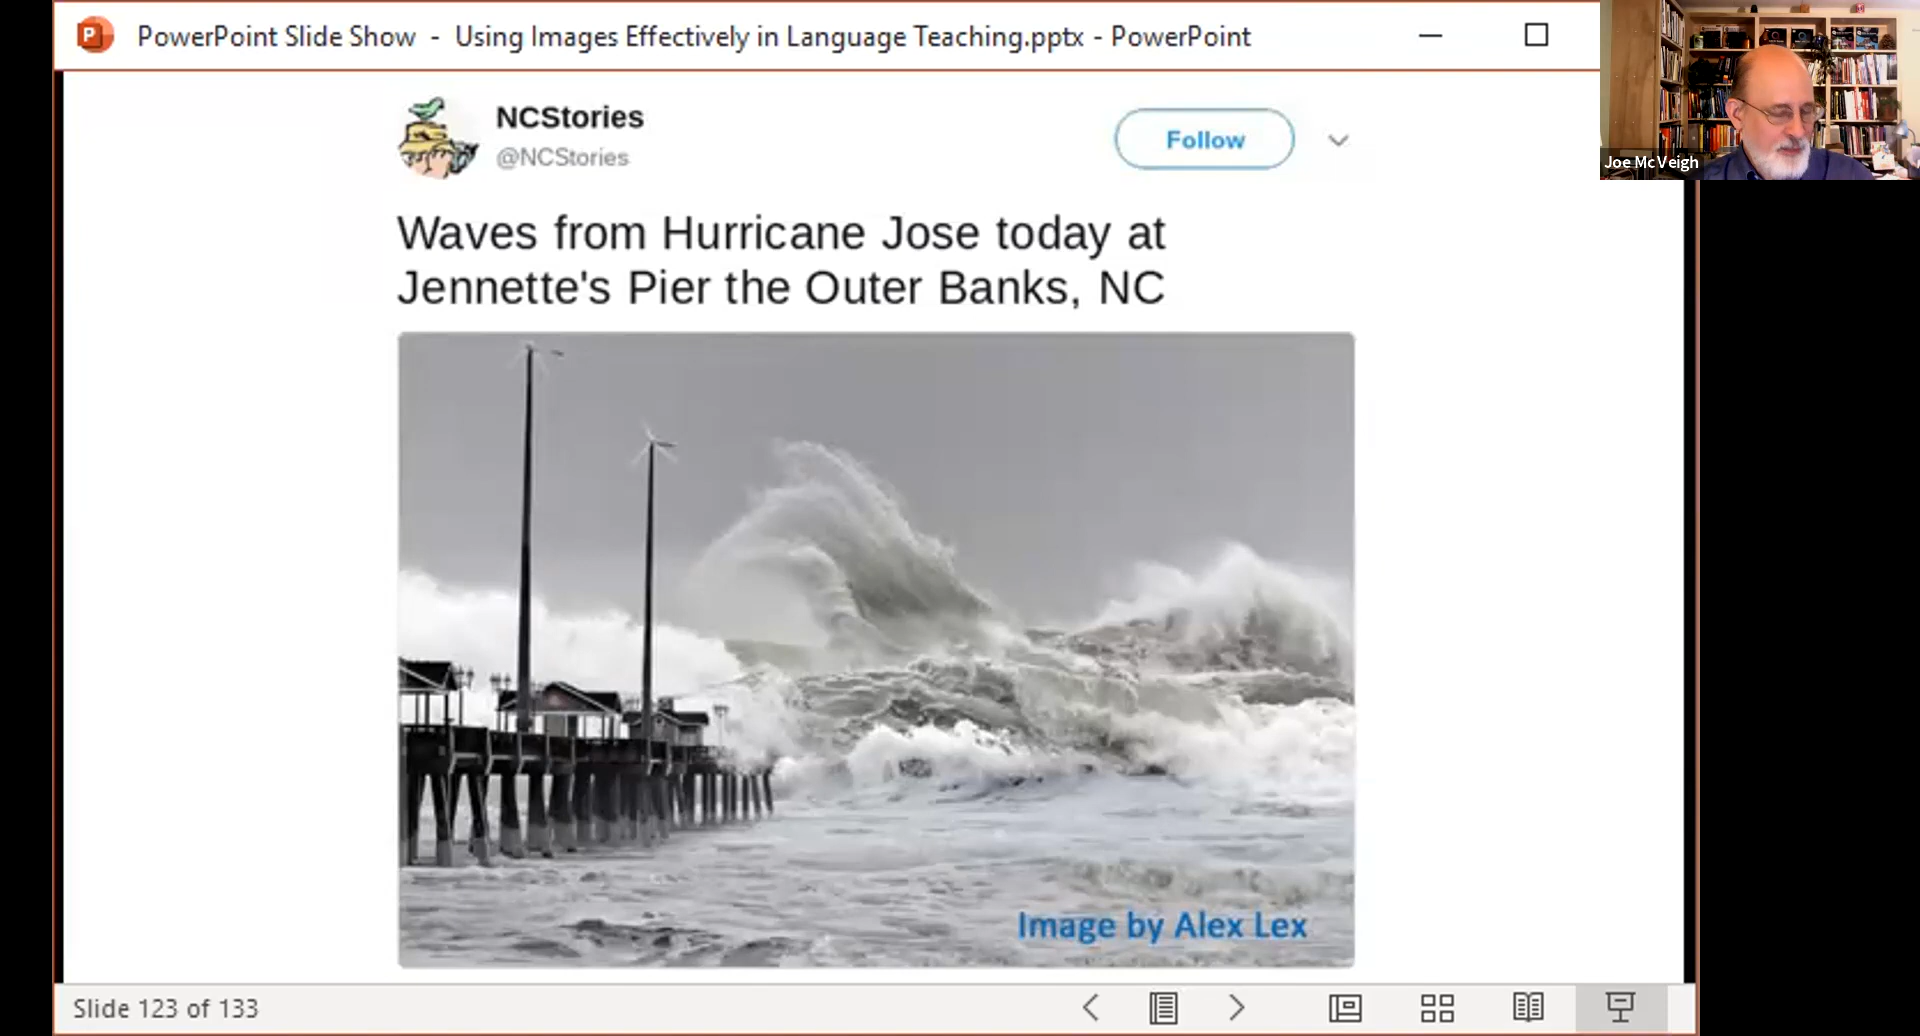 PowerPoint Slide Show - Using Images Effectively in Language Teaching.pptx - PowerPoint
Joe McVeigh
NCStories
@NCStories
Follow
Waves from Hurricane Jose today at
Jennette's Pier the Outer Banks, NC
Image by Alex Lex
Slide 123 of 133